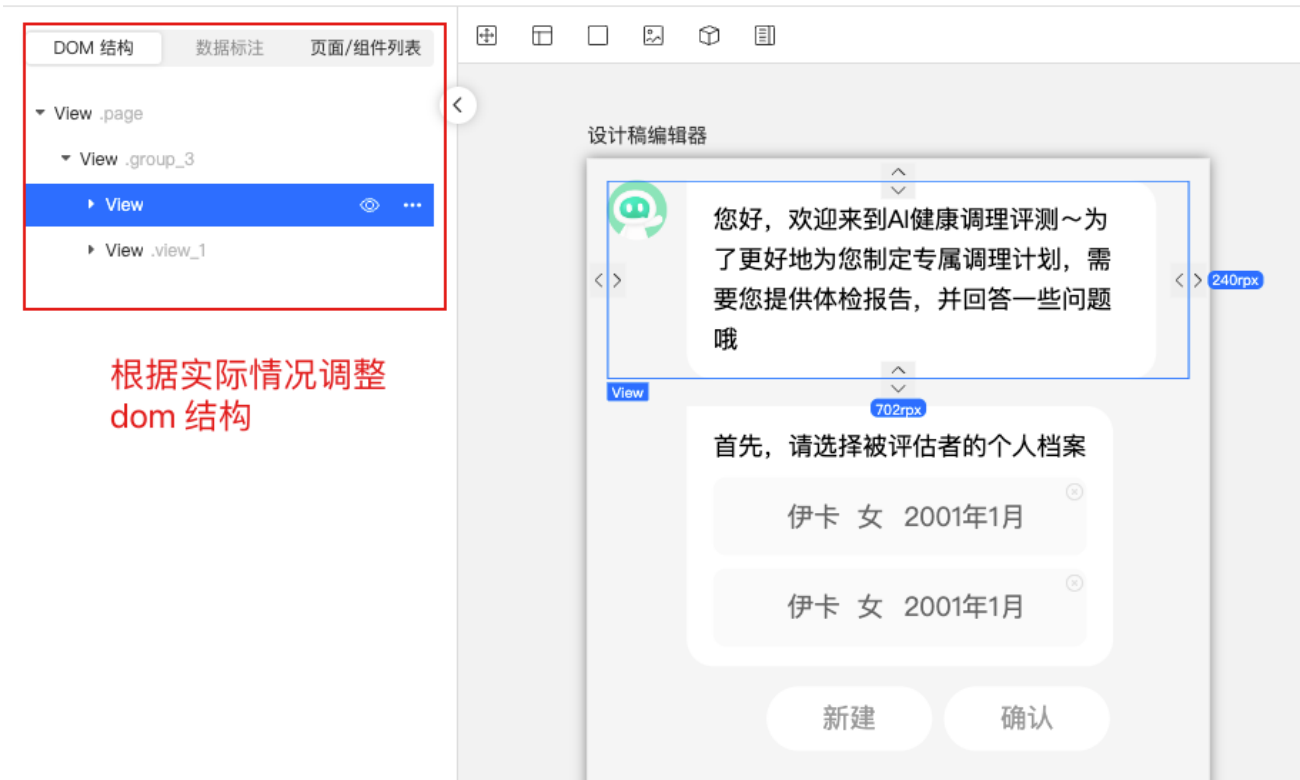 DOM 结构
数据标注
页面/组件列表
View .page
View .group_3
View
View .view_1
根据实际情况调整
dom 结构
设计稿编辑器
您好，欢迎来到AI健康调理评测～为
了更好地为您制定专属调理计划，需
要您提供体检报告，并回答一些问题
哦
240rpx
View
702rpx
首先，请选择被评估者的个人档案
伊卡 女 2001年1月
伊卡 女 2001年1月
新建
确认